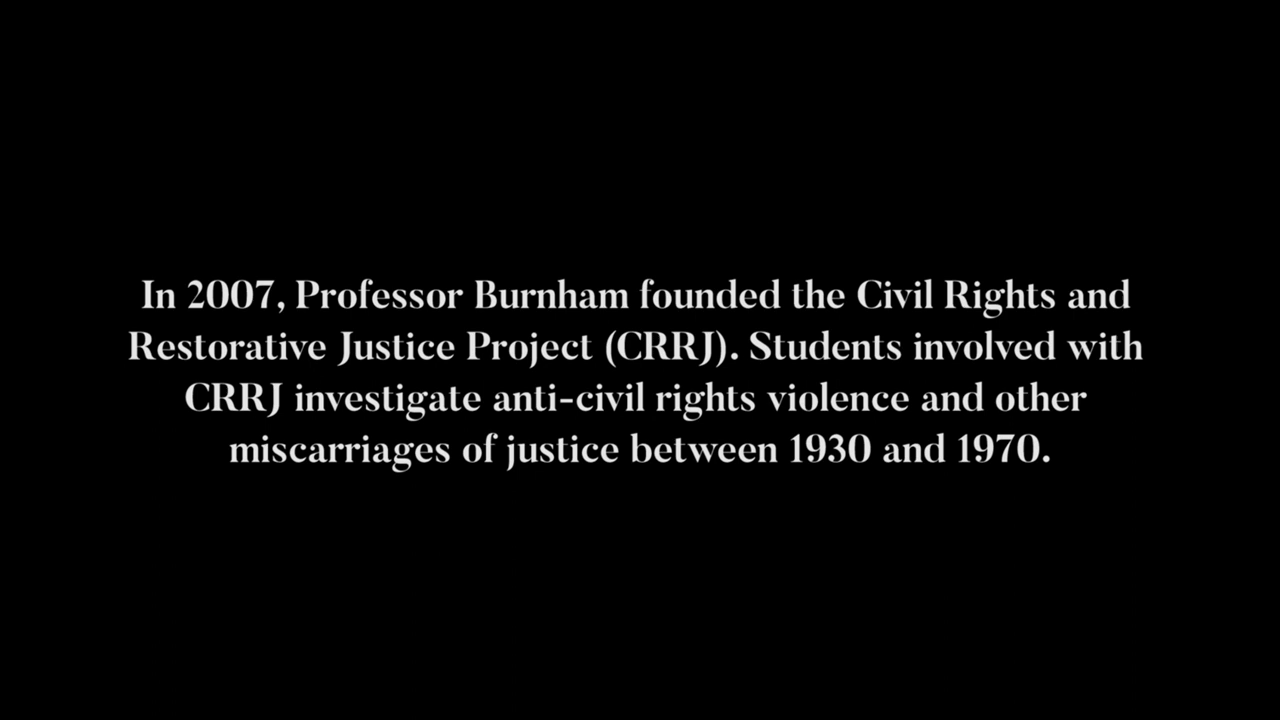 In 2007, Professor Burnham founded the Civil Rights and
Restorative Justice Project (CRRJ). Students involved with
CRRJ investigate anti-civil rights violence and other
miscarriages of justice between 1930 and 1970.